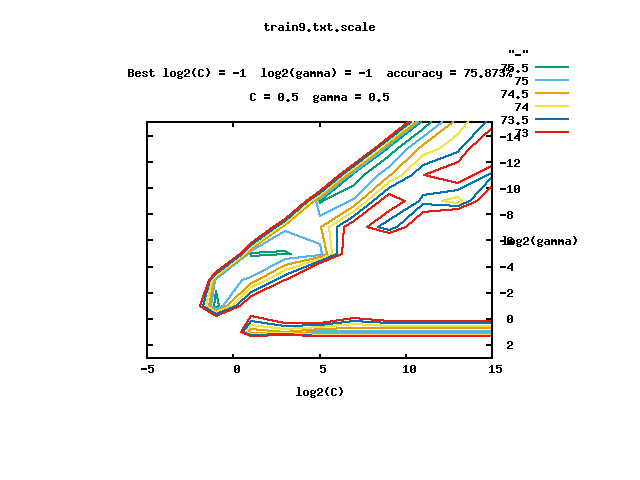 train9.txt.scale
"-"
75.5
Best log2(C) = -1  log2(gamma) = -1  accuracy = 75.873%
75
C = 0.5  gamma = 0.5
74.5
74
73.5
73
-14
-12
-10
-8
-6
log2(gamma)
-4
-2
0
2
-5 0 5 10 15
log2(C)